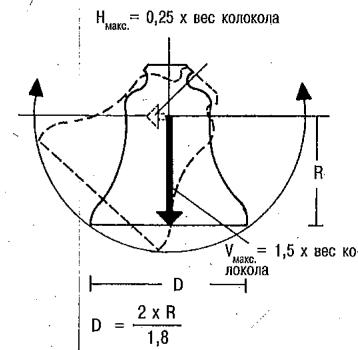 Hмакс. = 0,25 x вес колокола
R
Vмакс. = 1,5 x вес ко-
локола
D
D = 2 x R
1,8